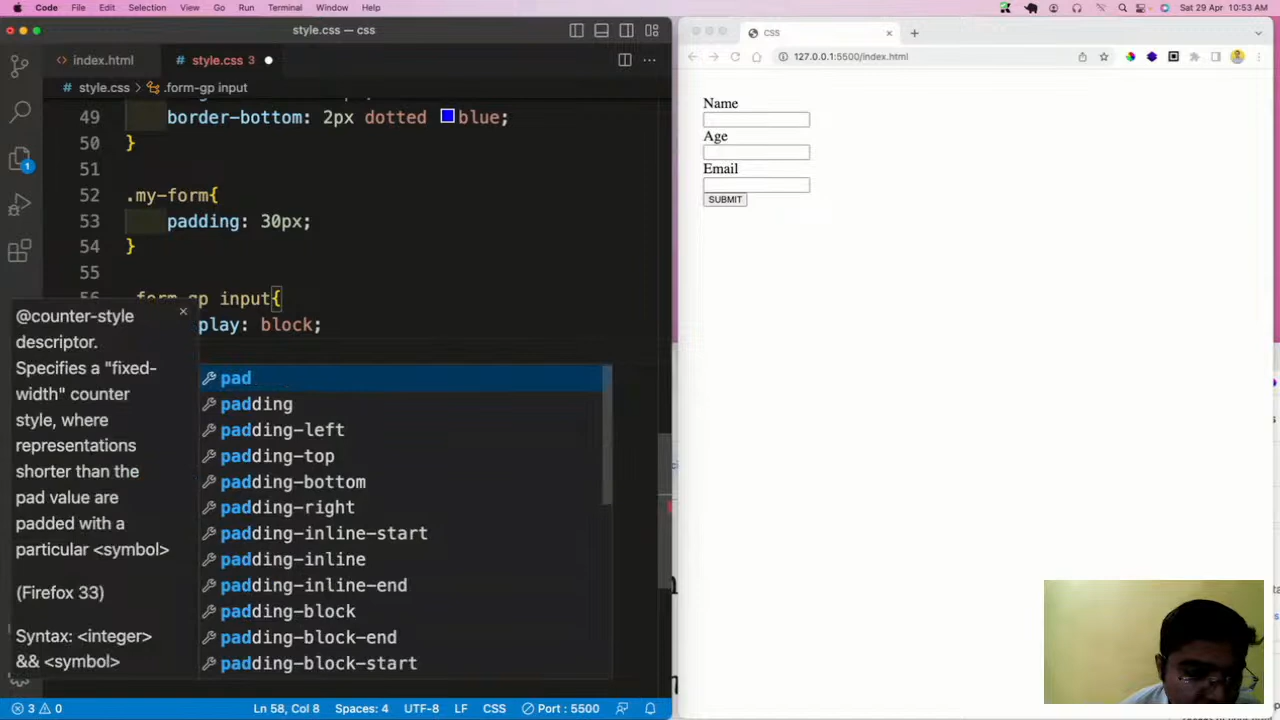 Code File Edit Selection View Go Run Terminal Window Help
Sat 29 Apr 10:53 AM
style.css — css
index.html
style.css 3
style.css > .form-gp input
49 border-bottom: 2px dotted blue;
50 }
51
52 .my-form{
53 padding: 30px;
54 }
55
56 .form-gp input{
play: block;
@counter-style
descriptor.
Specifies a "fixed-
width" counter
style, where
representations
shorter than the
pad value are
padded with a
particular <symbol>
(Firefox 33)
Syntax: <integer>
&& <symbol>
pad
padding
padding-left
padding-top
padding-bottom
padding-right
padding-inline-start
padding-inline
padding-inline-end
padding-block
padding-block-end
padding-block-start
3 0
Ln 58, Col 8
Spaces: 4
UTF-8
LF
CSS
Port : 5500
CSS
127.0.0.1:5500/index.html
Name
Age
Email
SUBMIT